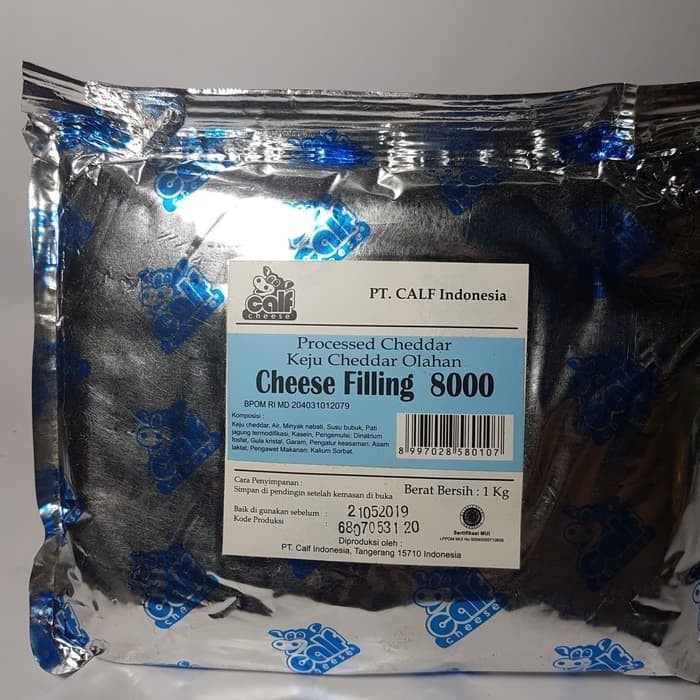 calf
cheese
PT. CALF Indonesia
Processed Cheddar
Keju Cheddar Olahan
Cheese Filling 8000
BPOM RI MD 204031012079
Komposisi :
Keju cheddar, Air, Minyak nabati, Susu bubuk, Pati
jagung termodifikasi, Kasein, Pengemulsi: Dinatrium
fosfat, Gula kristal, Garam, Pengatur keasaman: Asam
laktat, Pengawet Makanan: Kalium Sorbat.
8 997028 580107
Cara Penyimpanan :
Simpan di pendingin setelah kemasan di buka
Berat Bersih : 1 Kg
Baik di gunakan sebelum : 21052019
Kode Produksi : 6807053120
Sertifikasi MUI
Diproduksi oleh :
PT. Calf Indonesia, Tangerang 15710 Indonesia
calf
cheese
calf
cheese